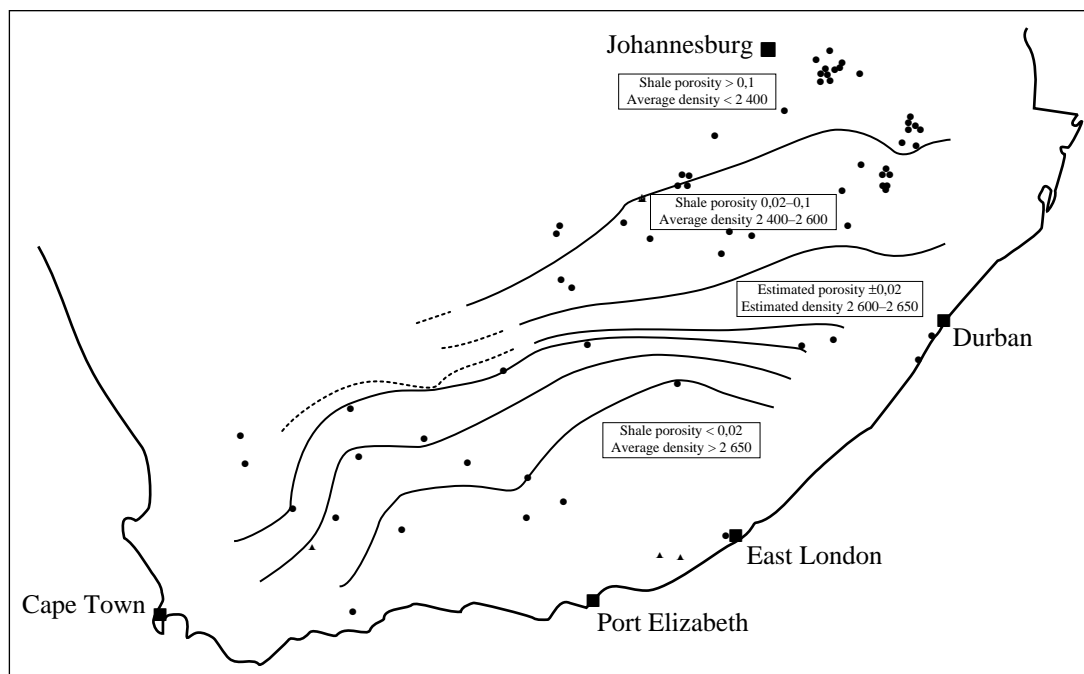 Johannesburg
Shale porosity > 0,1
Average density < 2 400
Shale porosity 0,02–0,1
Average density 2 400–2 600
Estimated porosity ±0,02
Estimated density 2 600–2 650
Durban
Shale porosity < 0,02
Average density > 2 650
East London
Cape Town
Port Elizabeth